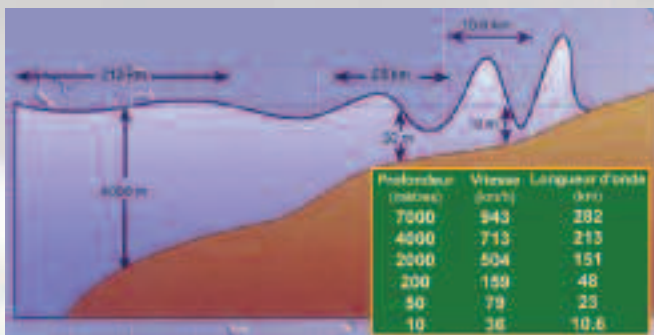 10.6 km
213 km
23 km
10 m
50 m
4000 m
Profondeur Vitesse Longueur d'onde
(mètres) (km/h) (km)
7000 943 282
4000 713 213
2000 504 151
200 159 48
50 79 23
10 36 10.6